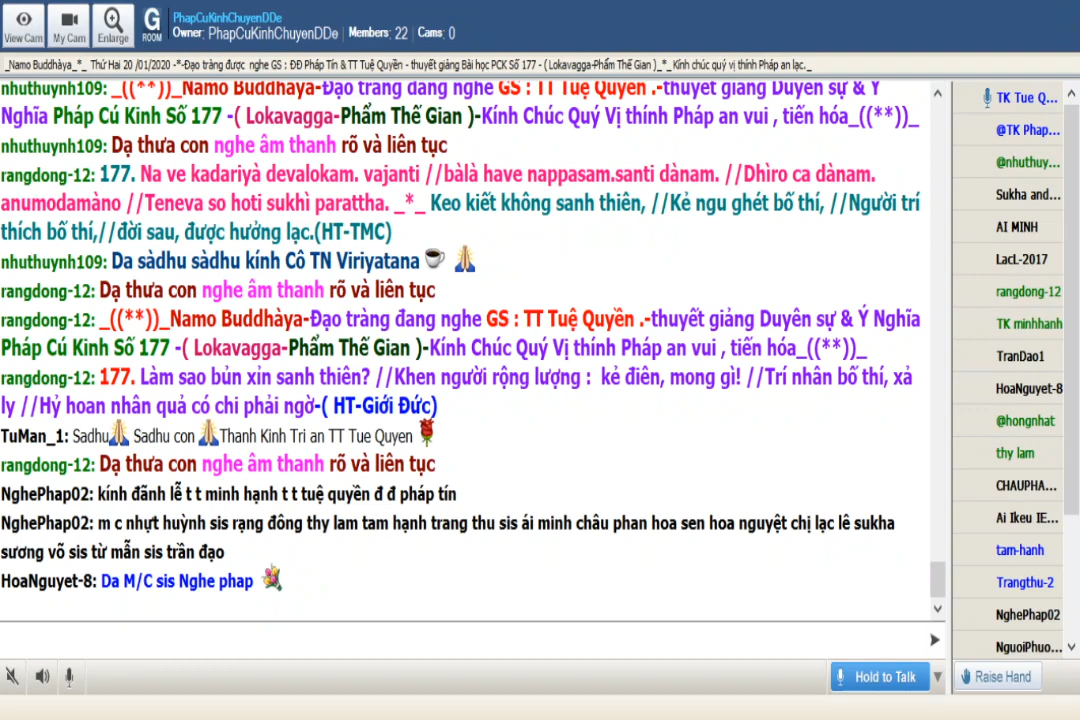 PhapCuKinhChuyenDDe
View Cam My Cam Enlarge G ROOM Owner: PhapCuKinhChuyenDDe Members: 22 Cams: 0
_Namo Buddhàya_*_ Thứ Hai 20 /01/2020 -*-Đạo tràng được nghe GS : ĐĐ Pháp Tín & TT Tuệ Quyền - thuyết giảng Bài học PCK Số 177 - ( Lokavagga-Phẩm Thế Gian )_*_ Kính chúc quý vị thính Pháp an lạc._
nhuthuynh109: _((**))_Namo Buddhàya-Đạo tràng đang nghe GS : TT Tuệ Quyền .-thuyết giảng Duyên sự & Ý
Nghĩa Pháp Cú Kinh Số 177 -( Lokavagga-Phẩm Thế Gian )-Kính Chúc Quý Vị thính Pháp an vui , tiến hóa_((**))_
nhuthuynh109: Dạ thưa con nghe âm thanh rõ và liên tục
rangdong-12: 177. Na ve kadariyà devalokam. vajanti //bàlà have nappasam.santi dànam. //Dhìro ca dànam.
anumodamàno //Teneva so hoti sukhì parattha. _*_ Keo kiết không sanh thiên, //Kẻ ngu ghét bố thí, //Người trí
thích bố thí,//đời sau, được hưởng lạc.(HT-TMC)
nhuthuynh109: Da sàdhu sàdhu kính Cô TN Viriyatana
rangdong-12: Dạ thưa con nghe âm thanh rõ và liên tục
rangdong-12: _((**))_Namo Buddhàya-Đạo tràng đang nghe GS : TT Tuệ Quyền .-thuyết giảng Duyên sự & Ý Nghĩa
Pháp Cú Kinh Số 177 -( Lokavagga-Phẩm Thế Gian )-Kính Chúc Quý Vị thính Pháp an vui , tiến hóa_((**))_
rangdong-12: 177. Làm sao bủn xỉn sanh thiên? //Khen người rộng lượng : kẻ điên, mong gì! //Trí nhân bố thí, xả
ly //Hỷ hoan nhân quả có chi phải ngờ-( HT-Giới Đức)
TuMan_1: Sadhu Sadhu con Thanh Kinh Tri an TT Tue Quyen
rangdong-12: Dạ thưa con nghe âm thanh rõ và liên tục
NghePhap02: kính đãnh lễ t t minh hạnh t t tuệ quyền đ đ pháp tín
NghePhap02: m c nhựt huỳnh sis rạng đông thy lam tam hạnh trang thu sis ái minh châu phan hoa sen hoa nguyệt chị lạc lê sukha
sương võ sis từ mẫn sis trần đạo
HoaNguyet-8: Da M/C sis Nghe phap
TK Tue Q...
@TK Phap...
@nhuthuy...
Sukha and...
AI MINH
LacL-2017
rangdong-12
TK minhhanh
TranDao1
HoaNguyet-8
@hongnhat
thy lam
CHAUPHA...
Ai Ikeu IE...
tam-hanh
Trangthu-2
NghePhap02
NguoiPhuo...
Hold to Talk
Raise Hand